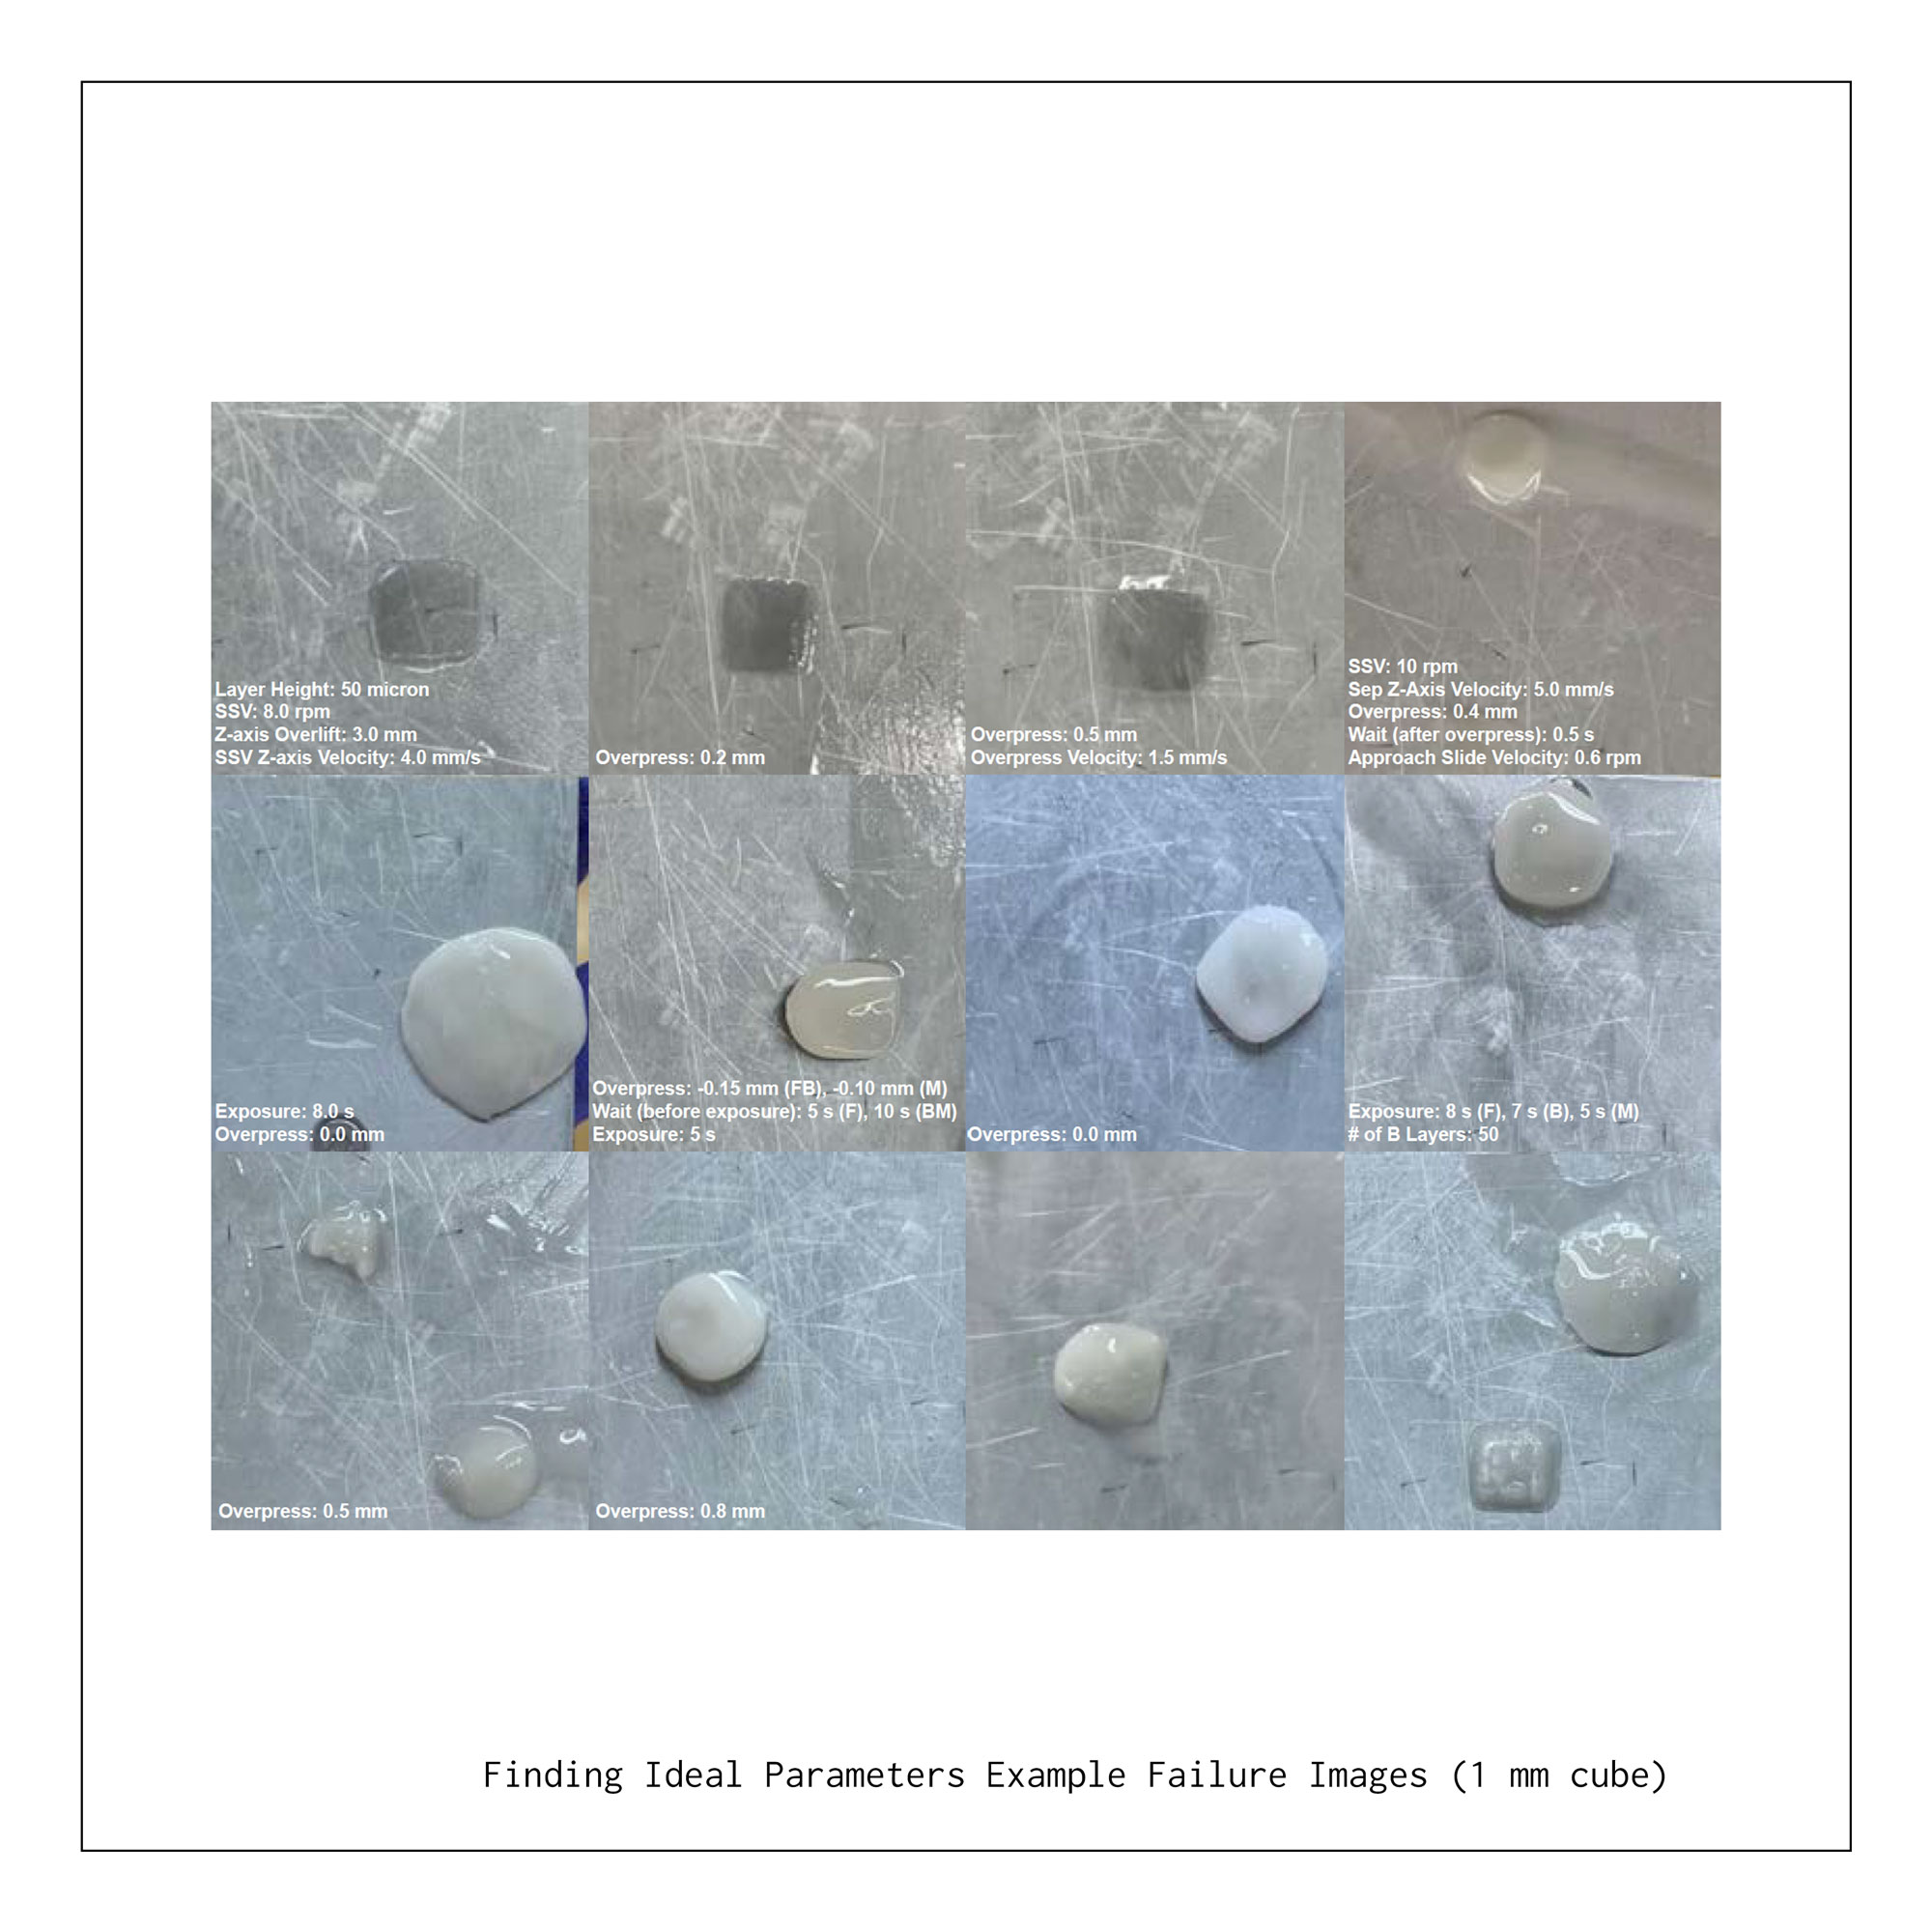 Layer Height: 50 micron
SSV: 8.0 rpm
Z-axis Overlift: 3.0 mm
SSV Z-axis Velocity: 4.0 mm/s
Overpress: 0.2 mm
Overpress: 0.5 mm
Overpress Velocity: 1.5 mm/s
SSV: 10 rpm
Sep Z-Axis Velocity: 5.0 mm/s
Overpress: 0.4 mm
Wait (after overpress): 0.5 s
Approach Slide Velocity: 0.6 rpm
Exposure: 8.0 s
Overpress: 0.0 mm
Overpress: -0.15 mm (FB), -0.10 mm (M)
Wait (before exposure): 5 s (F), 10 s (BM)
Exposure: 5 s
Overpress: 0.0 mm
Exposure: 8 s (F), 7 s (B), 5 s (M)
# of B Layers: 50
Overpress: 0.5 mm
Overpress: 0.8 mm
Finding Ideal Parameters Example Failure Images (1 mm cube)